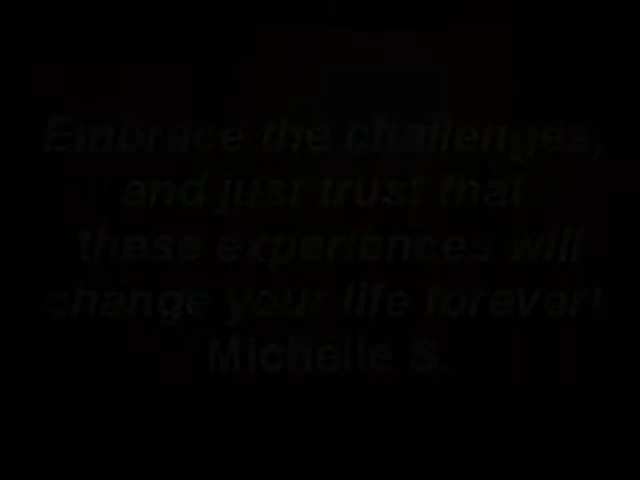 Embrace the challenges,
and just trust that
these experiences will
change your life forever!
Michelle S.